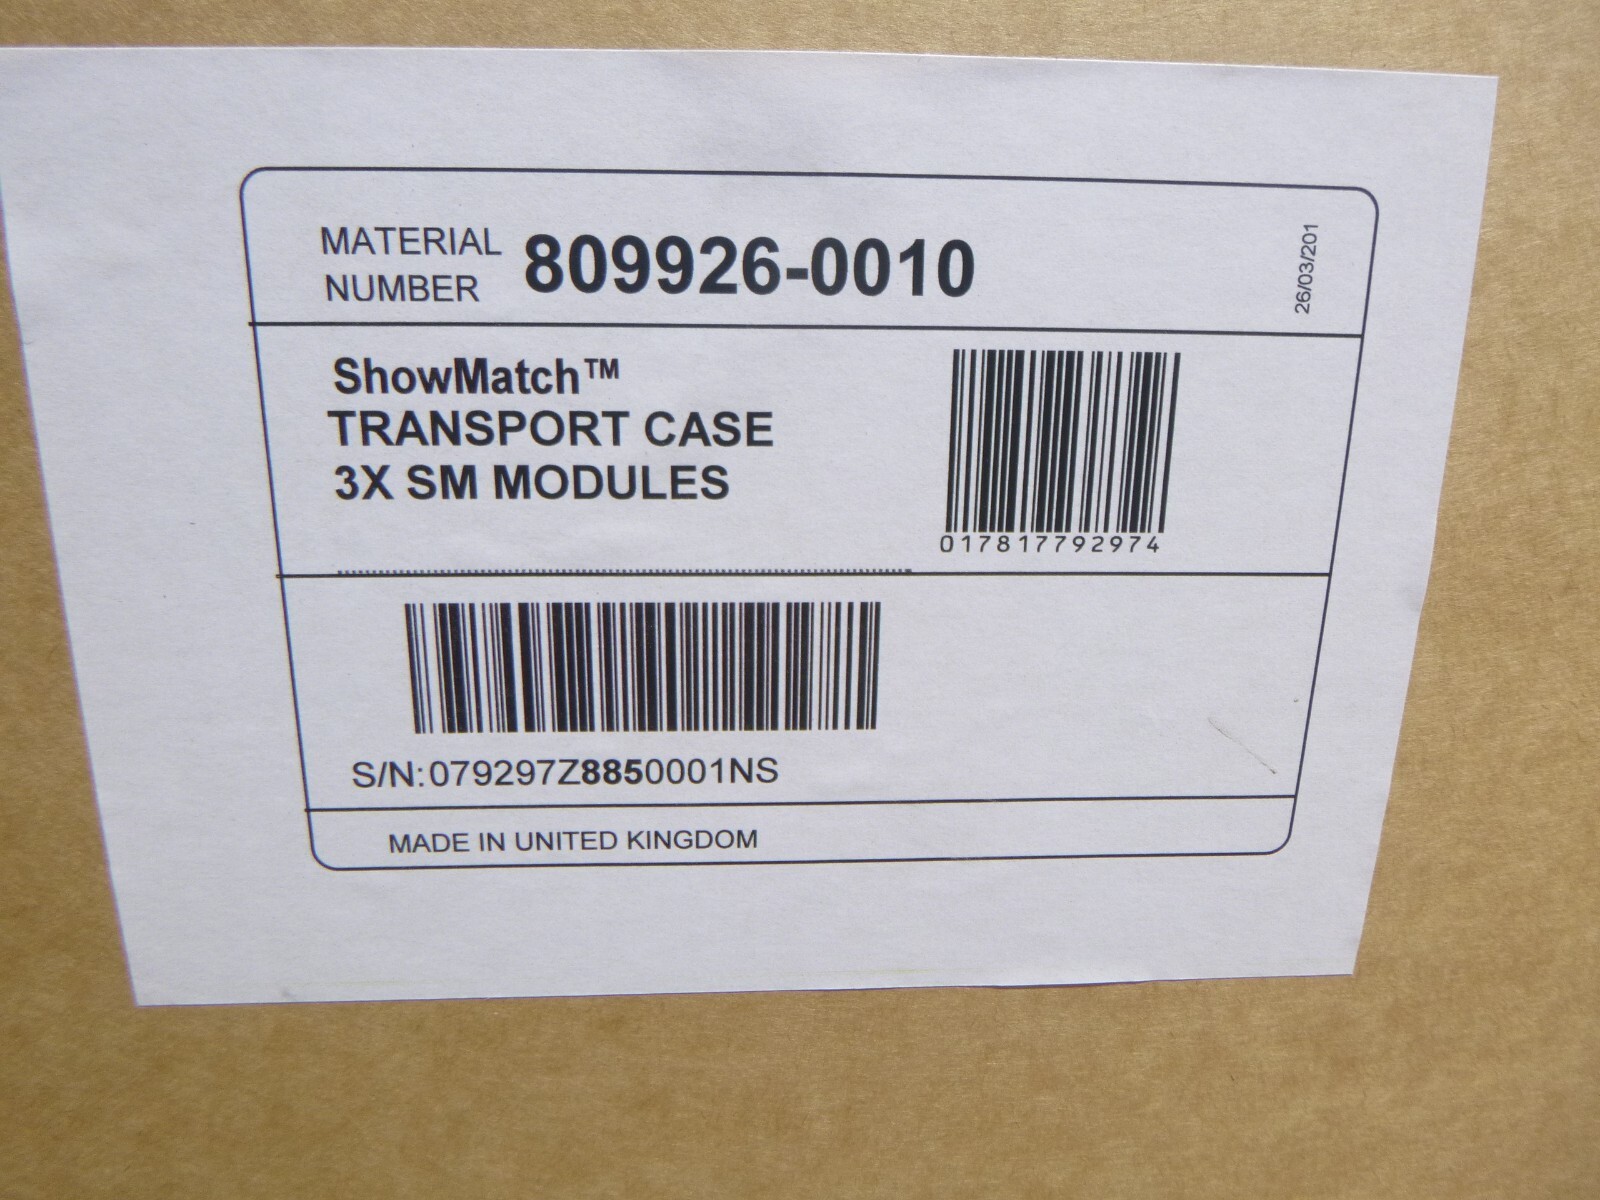 MATERIAL
NUMBER
809926-0010
26/03/201
ShowMatch™
TRANSPORT CASE
3X SM MODULES
017817792974
S/N:079297Z8850001NS
MADE IN UNITED KINGDOM